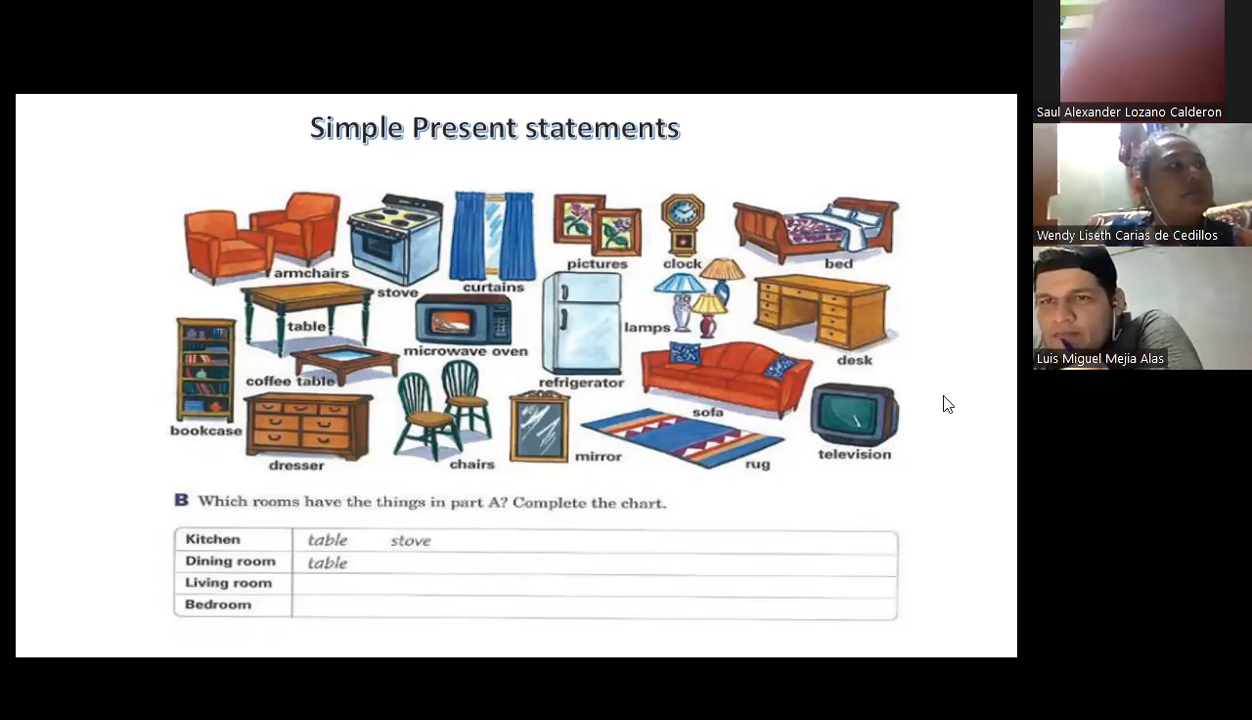 Simple Present statements
Saul Alexander Lozano Calderon
Wendy Liseth Carias de Cedillos
Luis Miguel Mejia Alas
armchairs
stove
curtains
pictures
clock
bed
table
microwave oven
refrigerator
lamps
desk
coffee table
bookcase
dresser
chairs
mirror
sofa
rug
television
B Which rooms have the things in part A? Complete the chart.
Kitchen table stove
Dining room table
Living room
Bedroom